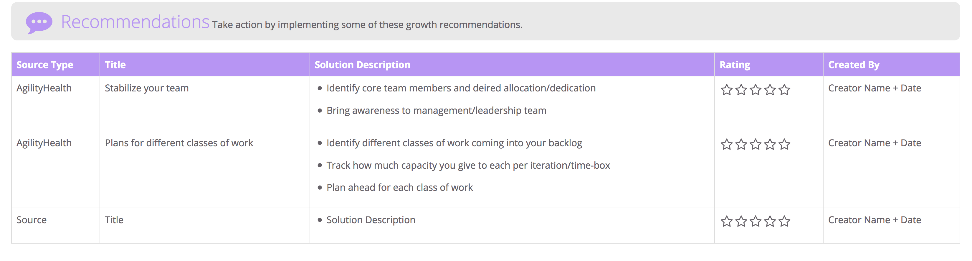 Recommendations Take action by implementing some of these growth recommendations.
Source Type Title Solution Description Rating Created By
AgilityHealth Stabilize your team • Identify core team members and deired allocation/dedication Creator Name + Date
• Bring awareness to management/leadership team
AgilityHealth Plans for different classes of work • Identify different classes of work coming into your backlog Creator Name + Date
• Track how much capacity you give to each per iteration/time-box
• Plan ahead for each class of work
Source Title • Solution Description Creator Name + Date